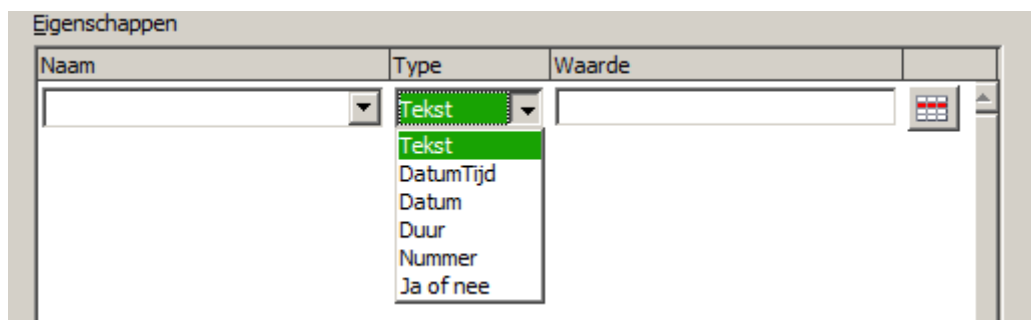 Eigenschappen
Naam Type Waarde
Tekst
Tekst
DatumTijd
Datum
Duur
Nummer
Ja of nee